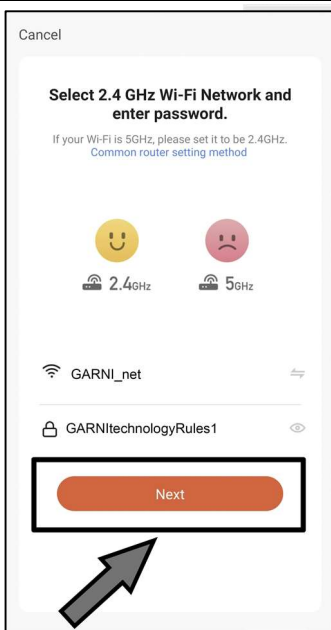 Cancel
Select 2.4 GHz Wi-Fi Network and
enter password.
If your Wi-Fi is 5GHz, please set it to be 2.4GHz.
Common router setting method
2.4GHz
5GHz
GARNI_net
GARNItechnologyRules1
Next